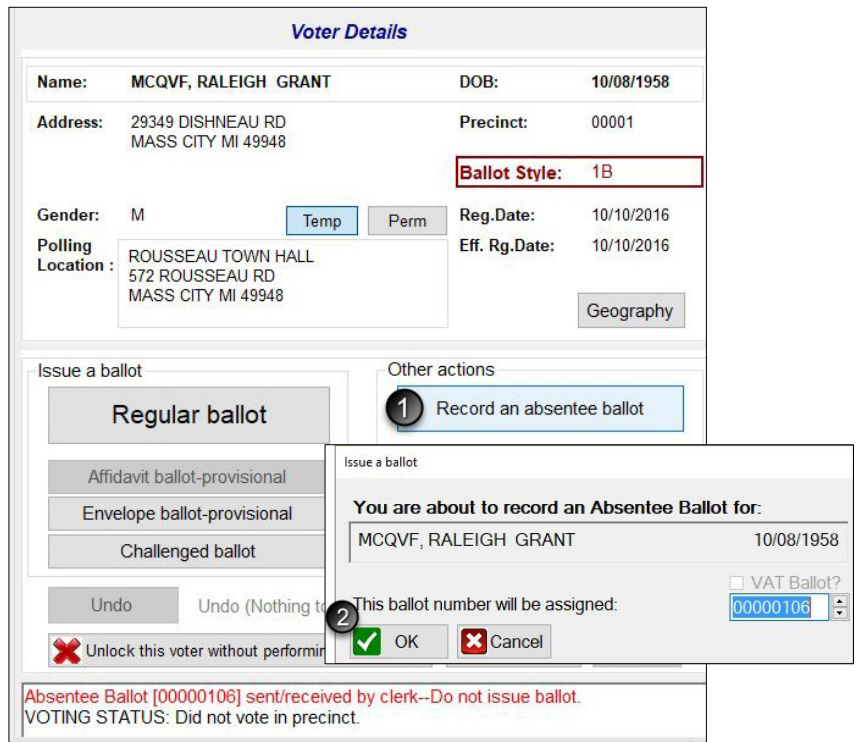 Voter Details
Name: MCQVF, RALEIGH GRANT DOB: 10/08/1958
Address: 29349 DISHNEAU RD Precinct: 00001
MASS CITY MI 49948
Ballot Style: 1B
Gender: M Temp Perm Reg.Date: 10/10/2016
Polling Location : ROUSSEAU TOWN HALL Eff. Rg.Date: 10/10/2016
572 ROUSSEAU RD
MASS CITY MI 49948
Geography
Issue a ballot
Regular ballot
Affidavit ballot-provisional
Envelope ballot-provisional
Challenged ballot
Other actions
1 Record an absentee ballot
Undo Undo (Nothing
Unlock this voter without
Issue a ballot
You are about to record an Absentee Ballot for:
MCQVF, RALEIGH GRANT 10/08/1958
VAT Ballot?
This ballot number will be assigned: 00000106
2 OK Cancel
Absentee Ballot [00000106] sent/received by clerk--Do not issue ballot.
VOTING STATUS: Did not vote in precinct.